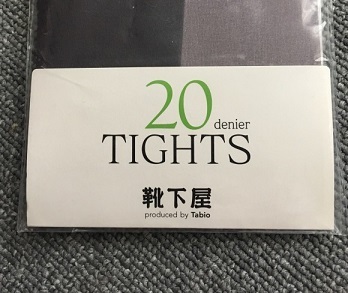 20 denier
TIGHTS
靴下屋
produced by Tabio